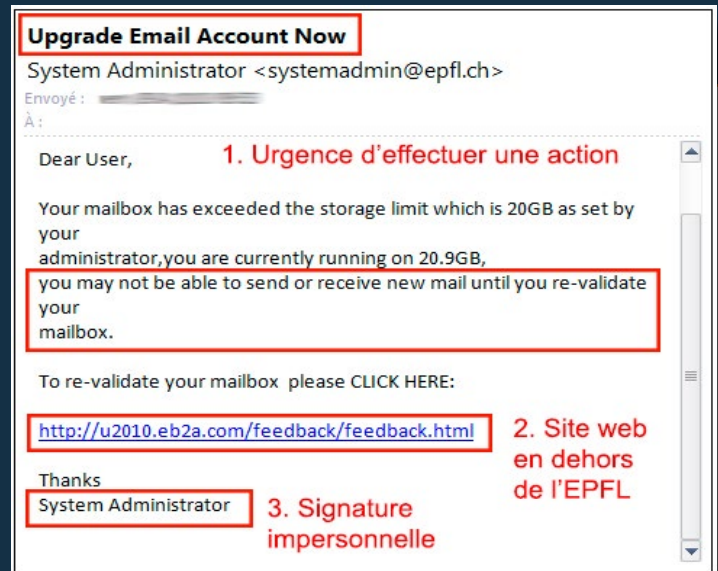 Upgrade Email Account Now
System Administrator <systemadmin@epfl.ch>
Envoyé :
À :
Dear User,
1. Urgence d'effectuer une action
Your mailbox has exceeded the storage limit which is 20GB as set by
your
administrator,you are currently running on 20.9GB,
you may not be able to send or receive new mail until you re-validate
your
mailbox.
To re-validate your mailbox  please CLICK HERE:
http://u2010.eb2a.com/feedback/feedback.html
2. Site web
en dehors
de l'EPFL
Thanks
System Administrator
3. Signature
impersonnelle